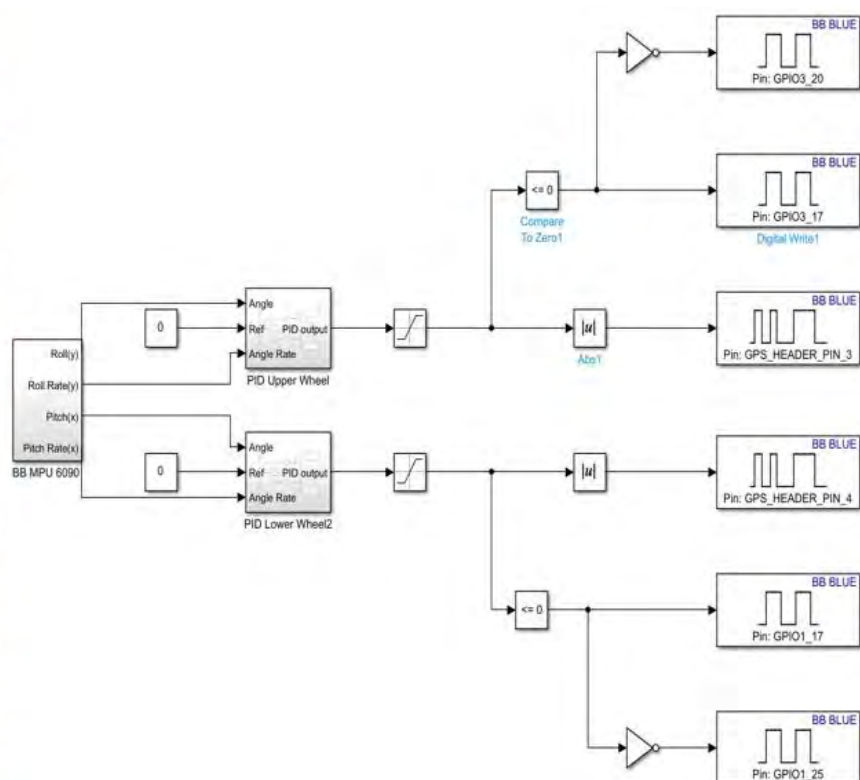 BB BLUE
Pin: GPIO3_20
BB BLUE
Pin: GPIO3_17
Digital Write1
<= 0
Compare
To Zero1
0
Angle
Ref
PID output
Angle Rate
PID Upper Wheel
|u|
Abs1
BB BLUE
Pin: GPS_HEADER_PIN_3
Roll(y)
Roll Rate(y)
Pitch(x)
Pitch Rate(x)
BB MPU 6090
0
Angle
Ref
PID output
Angle Rate
PID Lower Wheel2
|u|
BB BLUE
Pin: GPS_HEADER_PIN_4
<= 0
BB BLUE
Pin: GPIO1_17
BB BLUE
Pin: GPIO1_25